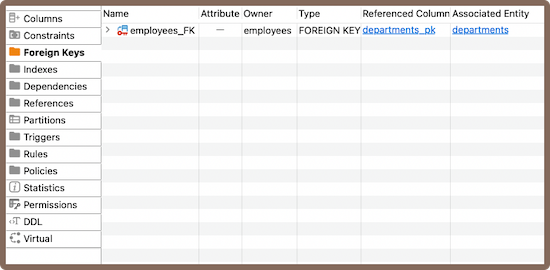 Name Attribute Owner Type Referenced Column Associated Entity
employees_FK — employees FOREIGN KEY departments_pk departments
Columns
Constraints
Foreign Keys
Indexes
Dependencies
References
Partitions
Triggers
Rules
Policies
Statistics
Permissions
DDL
Virtual